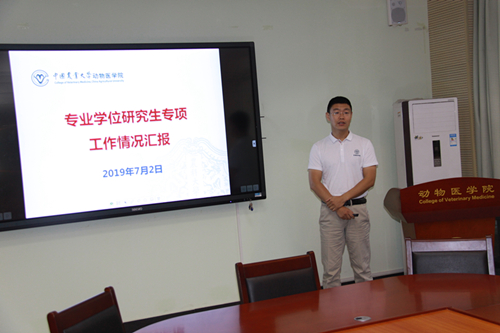 中国农业大学动物医学院
专业学位研究生专项
工作情况汇报
2019年7月2日
动物医学院
College of Veterinary Medicine